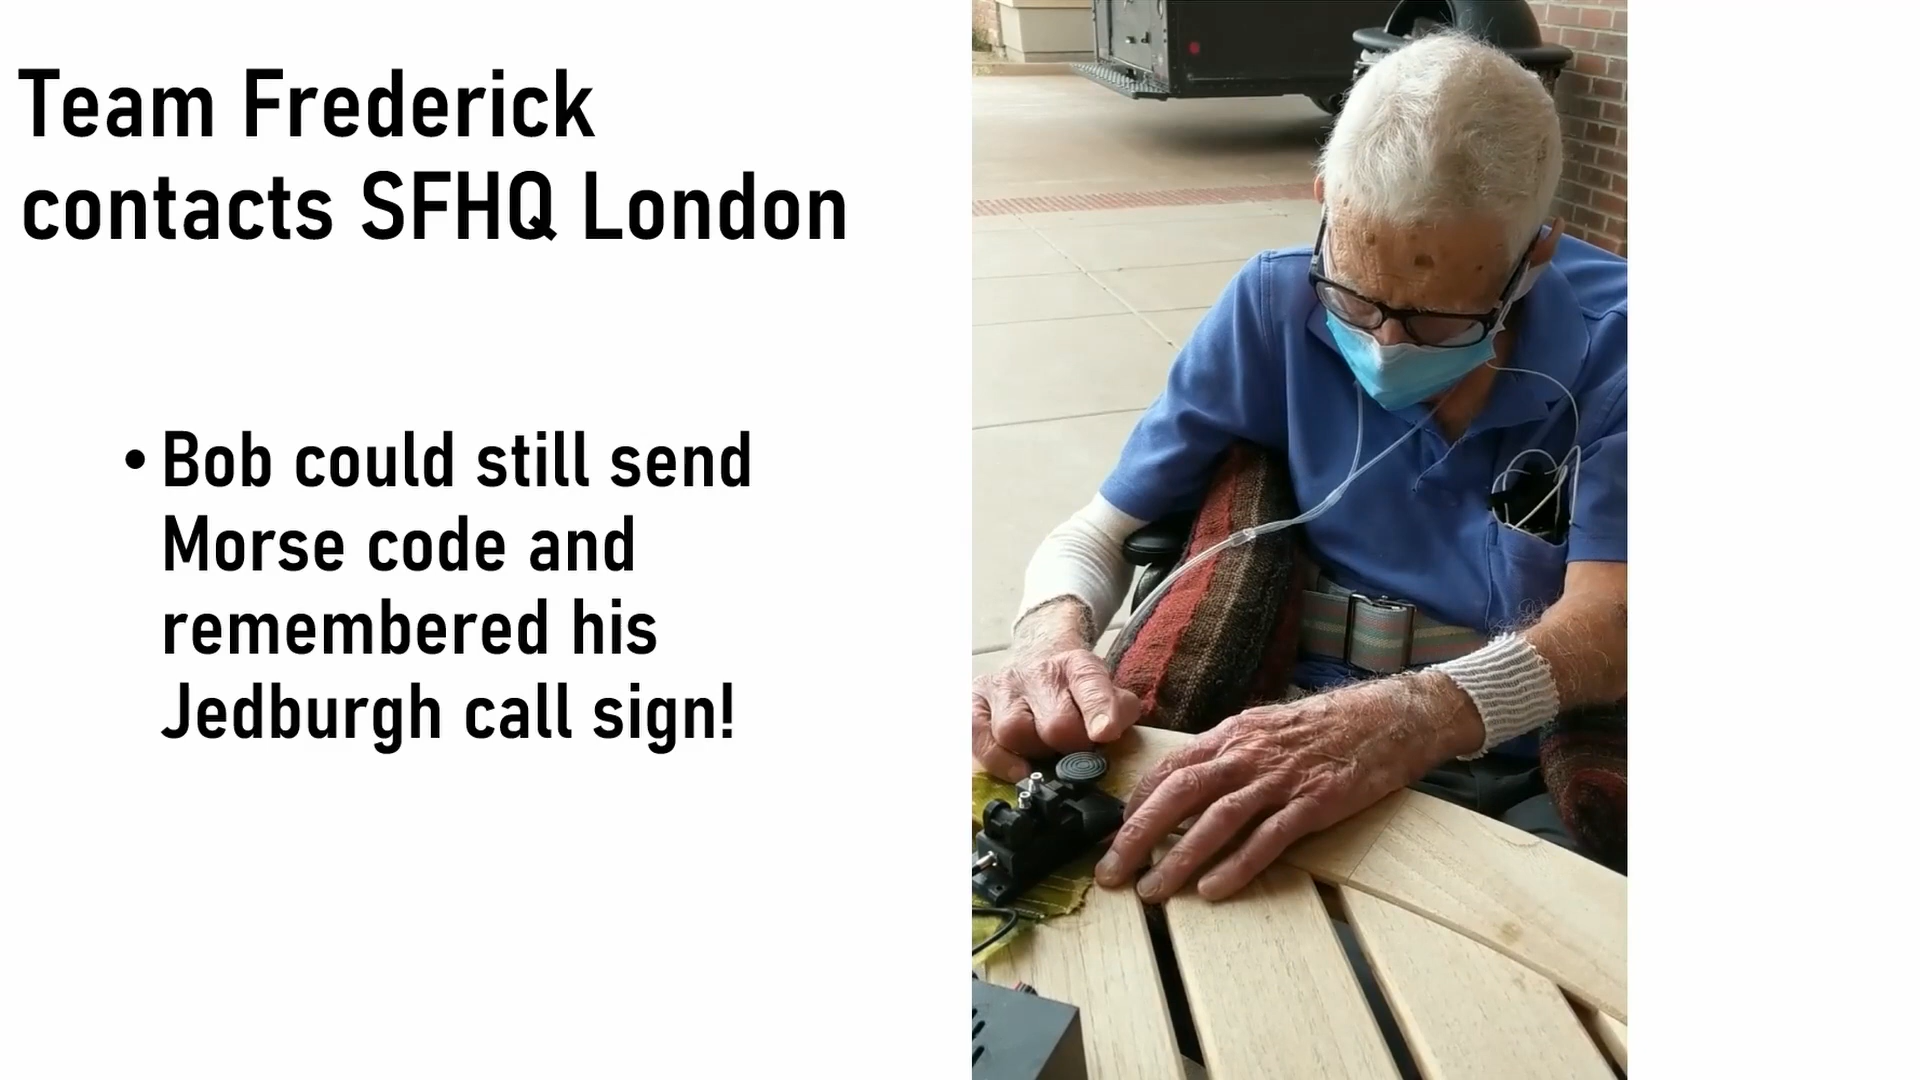 Team Frederick
contacts SFHQ London
• Bob could still send
Morse code and
remembered his
Jedburgh call sign!